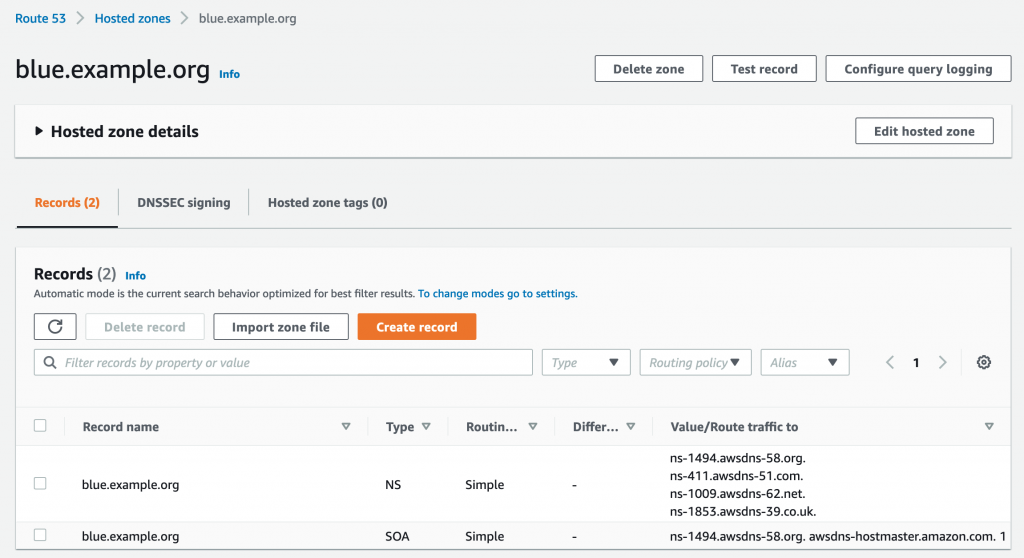 Route 53 > Hosted zones > blue.example.org
blue.example.org Info
Delete zone
Test record
Configure query logging
Hosted zone details
Edit hosted zone
Records (2)
DNSSEC signing
Hosted zone tags (0)
Records (2) Info
Automatic mode is the current search behavior optimized for best filter results. To change modes go to settings.
Delete record
Import zone file
Create record
Filter records by property or value
Type
Routing policy
Alias
1
Record name Type Routin... Differ... Value/Route traffic to
ns-1494.awsdns-58.org.
ns-411.awsdns-51.com.
blue.example.org NS Simple -
ns-1009.awsdns-62.net.
ns-1853.awsdns-39.co.uk.
blue.example.org SOA Simple - ns-1494.awsdns-58.org. awsdns-hostmaster.amazon.com. 1